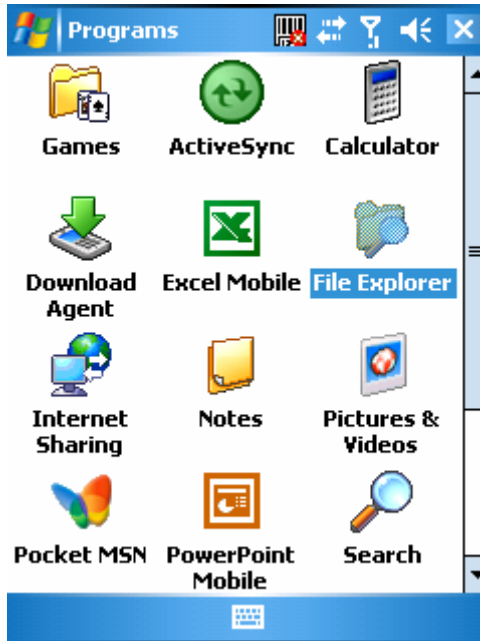 Programs
Games
ActiveSync
Calculator
Download
Agent
Excel Mobile
File Explorer
Internet
Sharing
Notes
Pictures &
Videos
Pocket MSN
PowerPoint
Mobile
Search